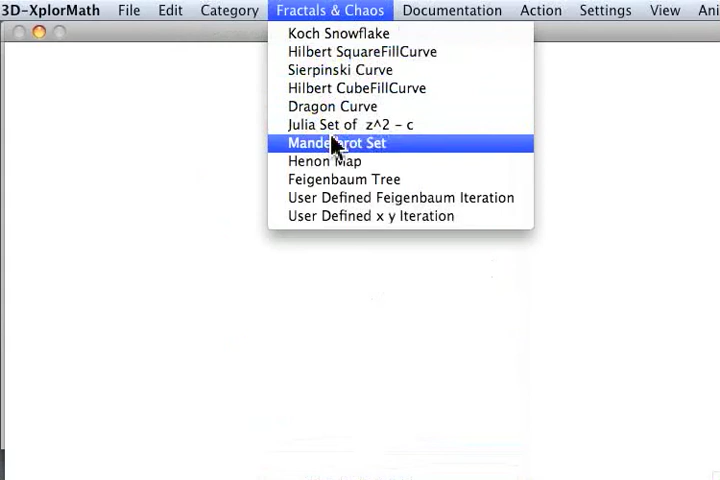 3D-XplorMath File Edit Category Fractals & Chaos Documentation Action Settings View
Koch Snowflake
Hilbert SquareFillCurve
Sierpinski Curve
Hilbert CubeFillCurve
Dragon Curve
Julia Set of z^2 - c
Mandelbrot Set
Henon Map
Feigenbaum Tree
User Defined Feigenbaum Iteration
User Defined x y Iteration